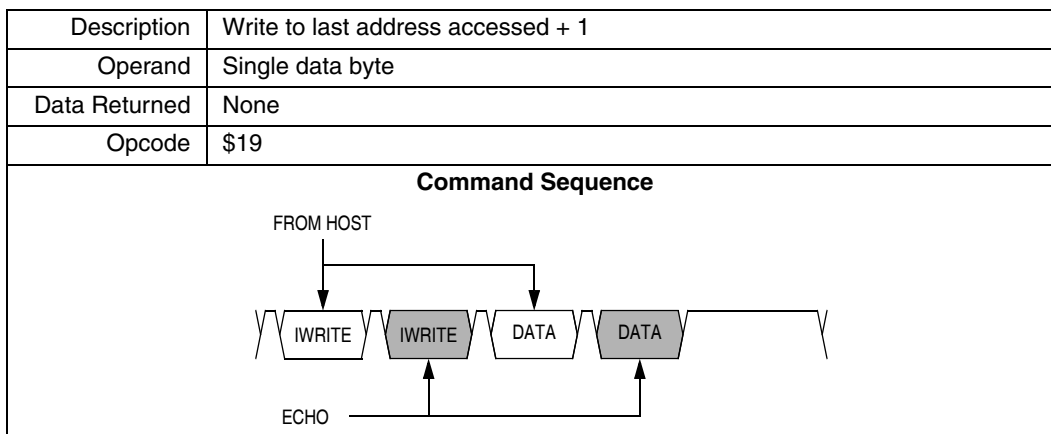 Description Write to last address accessed + 1
Operand Single data byte
Data Returned None
Opcode $19
Command Sequence
FROM HOST
IWRITE IWRITE DATA DATA
ECHO